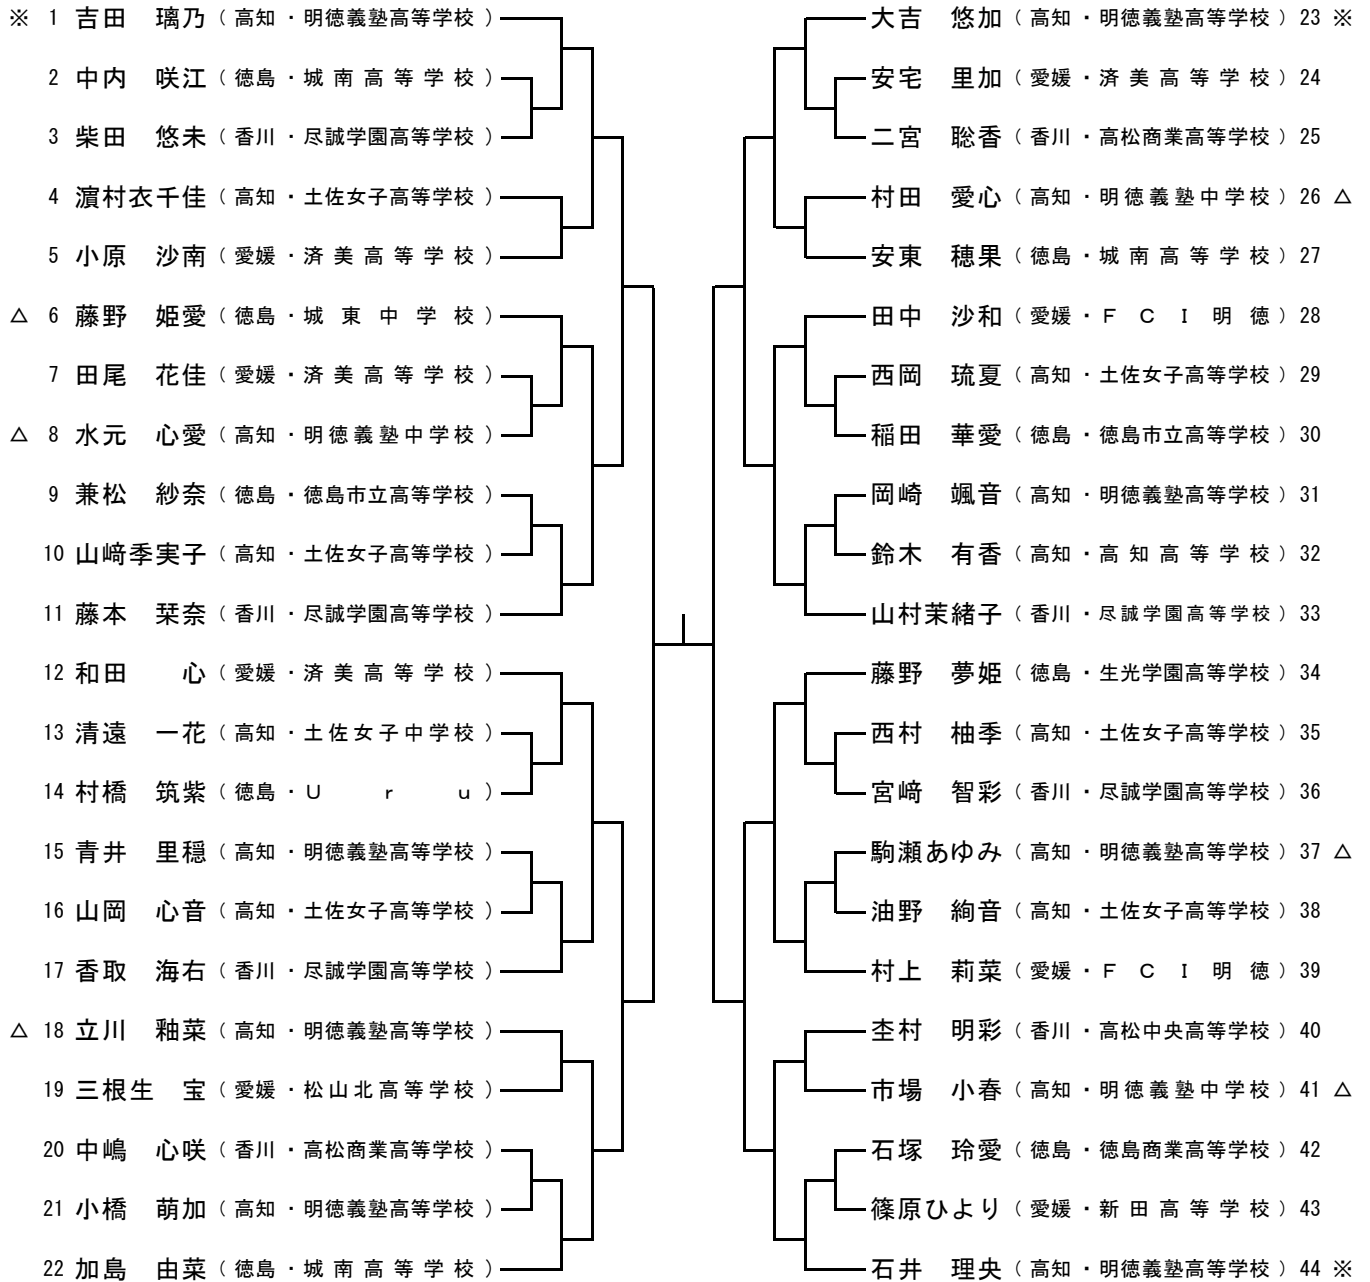 ※ 1 吉田 璃乃 ( 高知 ・ 明徳義塾高等学校 )
2 中内 咲江 ( 徳島 ・ 城南高等学校 )
3 柴田 悠未 ( 香川 ・ 尽誠学園高等学校 )
4 濵村衣千佳 ( 高知 ・ 土佐女子高等学校 )
5 小原 沙南 ( 愛媛 ・ 済美高等学校 )
△ 6 藤野 姫愛 ( 徳島 ・ 城東中学校 )
7 田尾 花佳 ( 愛媛 ・ 済美高等学校 )
△ 8 水元 心愛 ( 高知 ・ 明徳義塾中学校 )
9 兼松 紗奈 ( 徳島 ・ 徳島市立高等学校 )
10 山﨑季実子 ( 高知 ・ 土佐女子高等学校 )
11 藤本 栞奈 ( 香川 ・ 尽誠学園高等学校 )
12 和田 心 ( 愛媛 ・ 済美高等学校 )
13 清遠 一花 ( 高知 ・ 土佐女子中学校 )
14 村橋 筑紫 ( 徳島 ・ Uru )
15 青井 里穏 ( 高知 ・ 明徳義塾高等学校 )
16 山岡 心音 ( 高知 ・ 土佐女子高等学校 )
17 香取 海右 ( 香川 ・ 尽誠学園高等学校 )
△ 18 立川 釉菜 ( 高知 ・ 明徳義塾高等学校 )
19 三根生 宝 ( 愛媛 ・ 松山北高等学校 )
20 中嶋 心咲 ( 香川 ・ 高松商業高等学校 )
21 小橋 萌加 ( 高知 ・ 明徳義塾高等学校 )
22 加島 由菜 ( 徳島 ・ 城南高等学校 )
大吉 悠加 ( 高知 ・ 明徳義塾高等学校 ) 23 ※
安宅 里加 ( 愛媛 ・ 済美高等学校 ) 24
二宮 聡香 ( 香川 ・ 高松商業高等学校 ) 25
村田 愛心 ( 高知 ・ 明徳義塾中学校 ) 26 △
安東 穂果 ( 徳島 ・ 城南高等学校 ) 27
田中 沙和 ( 愛媛 ・ FCI明徳 ) 28
西岡 琉夏 ( 高知 ・ 土佐女子高等学校 ) 29
稲田 華愛 ( 徳島 ・ 徳島市立高等学校 ) 30
岡崎 颯音 ( 高知 ・ 明徳義塾高等学校 ) 31
鈴木 有香 ( 高知 ・ 高知高等学校 ) 32
山村茉緒子 ( 香川 ・ 尽誠学園高等学校 ) 33
藤野 夢姫 ( 徳島 ・ 生光学園高等学校 ) 34
西村 柚季 ( 高知 ・ 土佐女子高等学校 ) 35
宮﨑 智彩 ( 香川 ・ 尽誠学園高等学校 ) 36
駒瀬あゆみ ( 高知 ・ 明徳義塾高等学校 ) 37 △
油野 絢音 ( 高知 ・ 土佐女子高等学校 ) 38
村上 莉菜 ( 愛媛 ・ FCI明徳 ) 39
杢村 明彩 ( 香川 ・ 高松中央高等学校 ) 40
市場 小春 ( 高知 ・ 明徳義塾中学校 ) 41 △
石塚 玲愛 ( 徳島 ・ 徳島商業高等学校 ) 42
篠原ひより ( 愛媛 ・ 新田高等学校 ) 43
石井 理央 ( 高知 ・ 明徳義塾高等学校 ) 44 ※